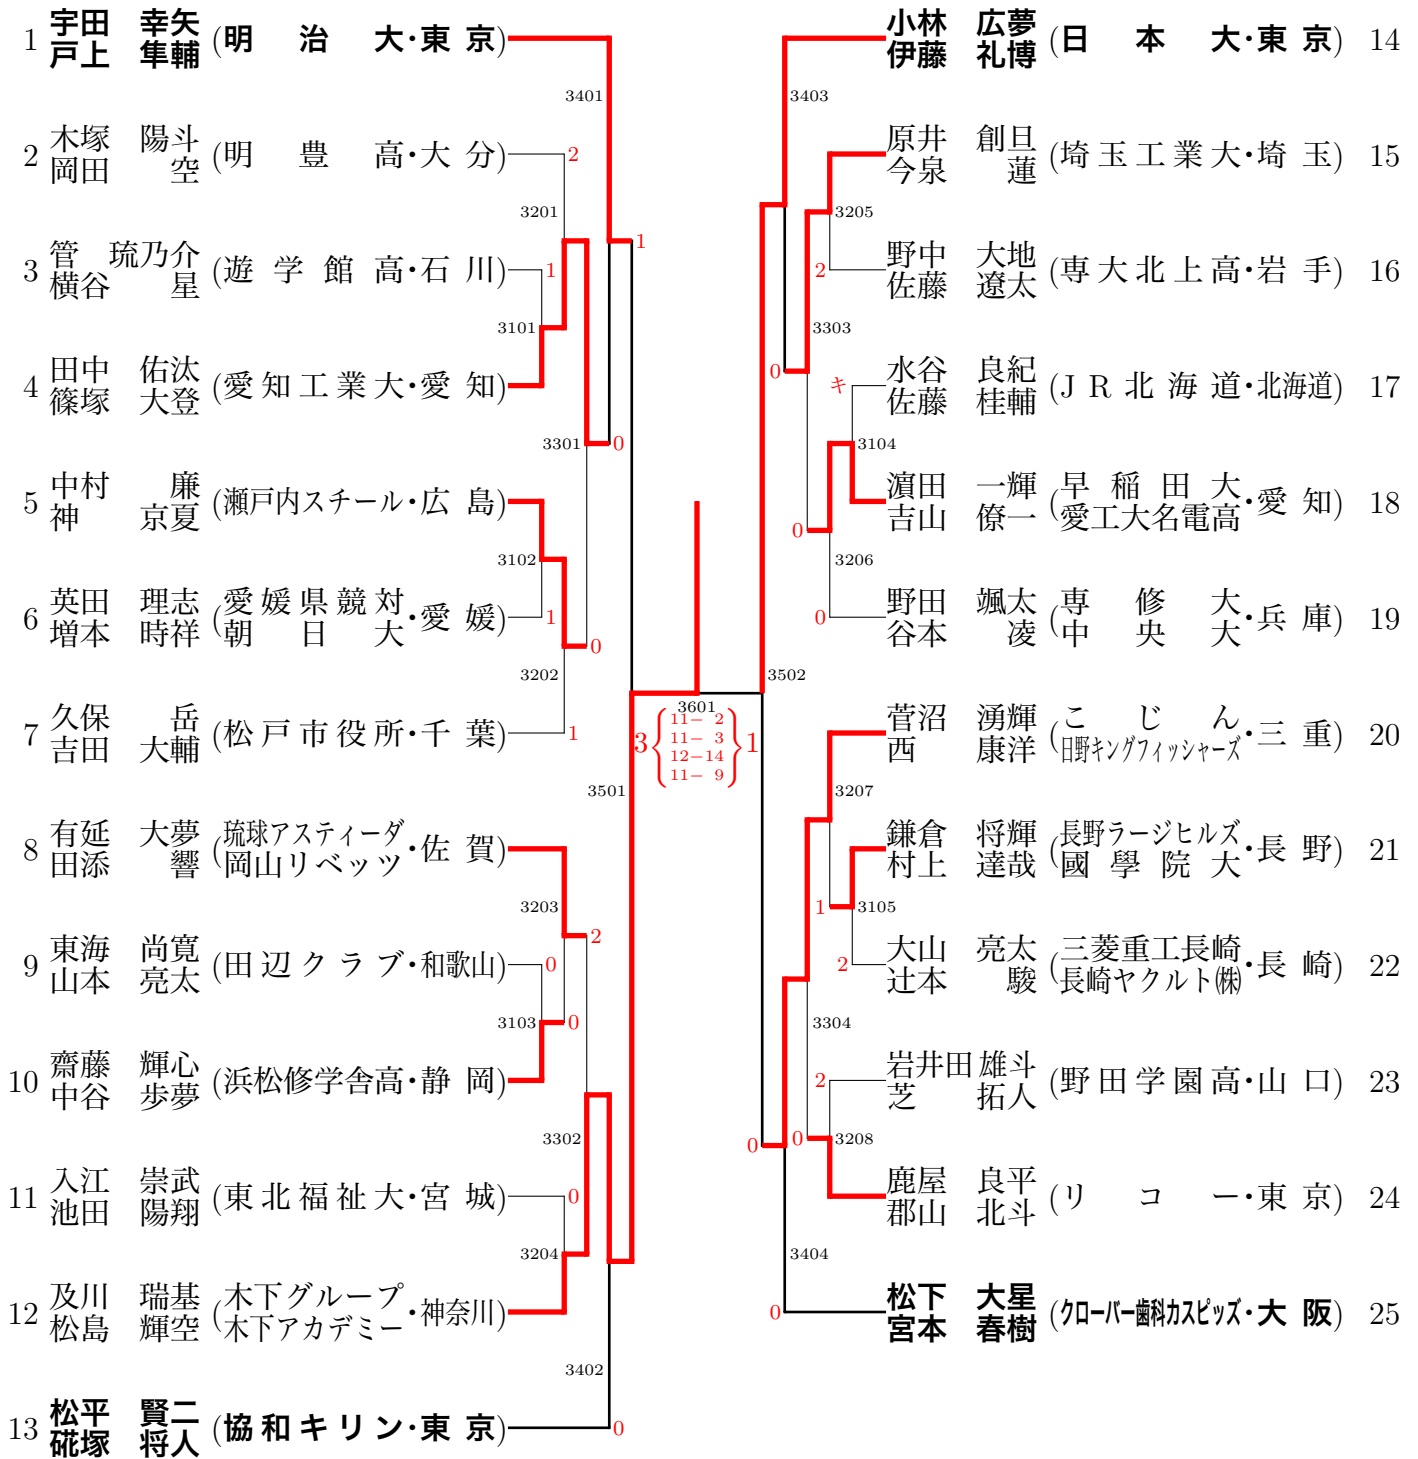 1 宇田 幸矢 戸上 隼輔 (明治大・東京)
2 木塚 陽斗 岡田 空 (明豊高・大分)
3 管 琉乃介 横谷 星 (遊学館高・石川)
4 田中 佑汰 篠塚 大登 (愛知工業大・愛知)
5 中村 廉 神 京夏 (瀬戸内スチール・広島)
6 英田 理志 増本 時祥 (愛媛県競対 朝日大・愛媛)
7 久保 岳 吉田 大輔 (松戸市役所・千葉)
8 有延 大夢 田添 響 (琉球アスティーダ 岡山リベッツ・佐賀)
9 東海 尚寛 山本 亮太 (田辺クラブ・和歌山)
10 齋藤 輝心 中谷 歩夢 (浜松修学舎高・静岡)
11 入江 崇武 池田 陽翔 (東北福祉大・宮城)
12 及川 瑞基 松島 輝空 (木下グループ 木下アカデミー・神奈川)
13 松平 賢二 硴塚 将人 (協和キリン・東京)
3401
2
3201
1
3101
1
3301
0
3102
1
0
3202
1
3501
3203
2
0
3103
0
3302
0
3204
3402
0
3601
3 { 11− 2
11− 3
12−14
11− 9 } 1
小林 広夢 伊藤 礼博 (日本大・東京) 14
原井 創旦 今泉 蓮 (埼玉工業大・埼玉) 15
野中 大地 佐藤 遼太 (専大北上高・岩手) 16
水谷 良紀 佐藤 桂輔 (JR北海道・北海道) 17
濵田 一輝 吉山 僚一 (早稲田大 愛工大名電高・愛知) 18
野田 颯太 谷本 凌 (専修大 中央大・兵庫) 19
菅沼 湧輝 西 康洋 (こじん 日野キングフィッシャーズ・三重) 20
鎌倉 将輝 村上 達哉 (長野ラージヒルズ 國學院大・長野) 21
大山 亮太 辻本 駿 (三菱重工長崎 長崎ヤクルト㈱・長崎) 22
岩井田 雄斗 芝 拓人 (野田学園高・山口) 23
鹿屋 良平 郡山 北斗 (リコー・東京) 24
松下 大星 宮本 春樹 (クローバー歯科カスピッズ・大阪) 25
3403
3205
2
3303
0
キ
3104
0
3206
0
3502
3207
1
3105
2
3304
2
0
3208
0
3404
0